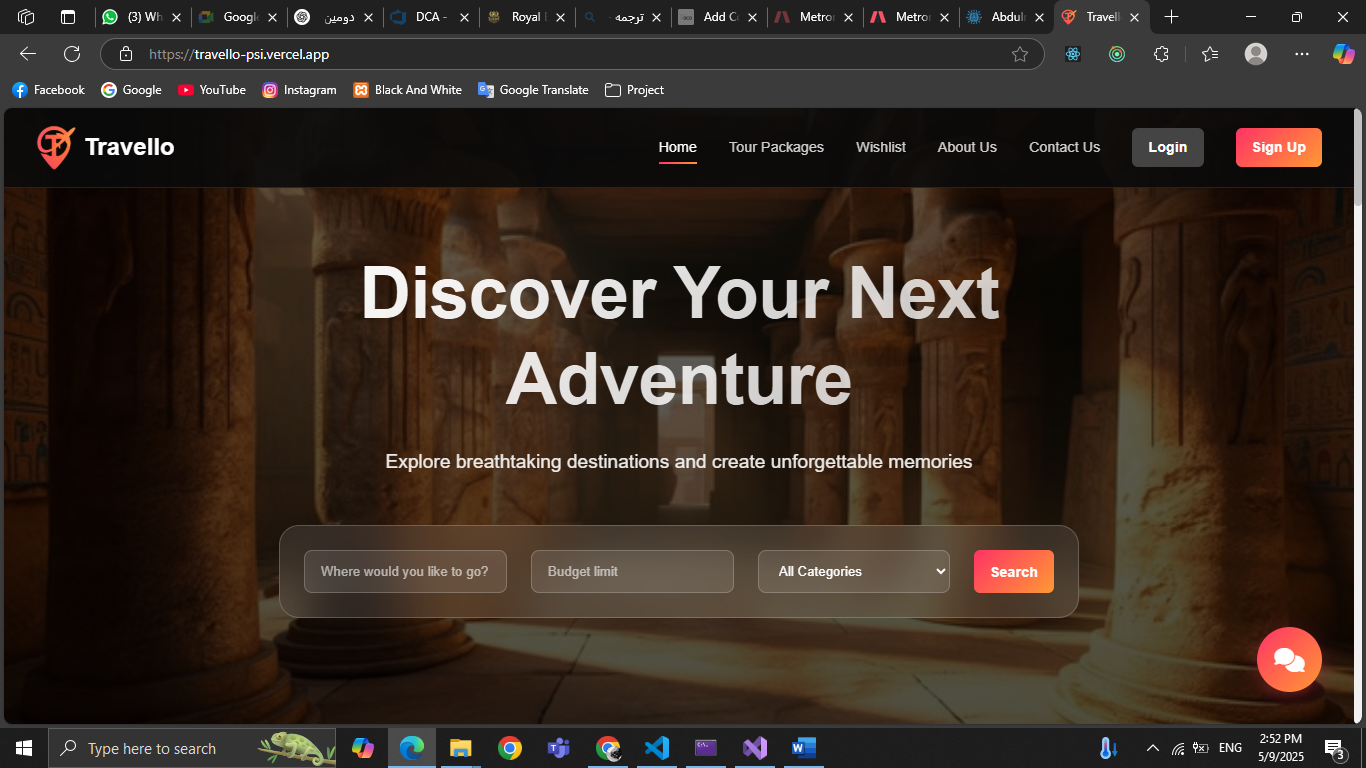 (3) Wh
Google
دومين
DCA -
Royal
ترجمه -
Add C
Metron
Metron
Abdulr
Travell
https://travello-psi.vercel.app
Facebook
Google
YouTube
Instagram
Black And White
Google Translate
Project
Travello
Home
Tour Packages
Wishlist
About Us
Contact Us
Login
Sign Up
Discover Your Next
Adventure
Explore breathtaking destinations and create unforgettable memories
Where would you like to go?
Budget limit
All Categories
Search
Type here to search
ENG
2:52 PM
5/9/2025
3